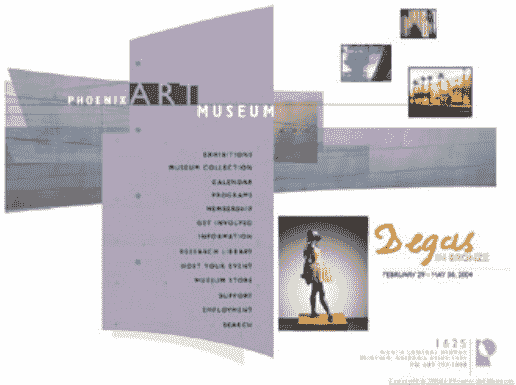 PHOENIX ART
MUSEUM
EXHIBITIONS
MUSEUM COLLECTION
CALENDAR
PROGRAMS
MEMBERSHIP
GET INVOLVED
INFORMATION
RESEARCH LIBRARY
HOST YOUR EVENT
MUSEUM STORE
SUPPORT
EMPLOYMENT
SEARCH
Degas
IN BRONZE
FEBRUARY 29 – MAY 30, 2004
1625